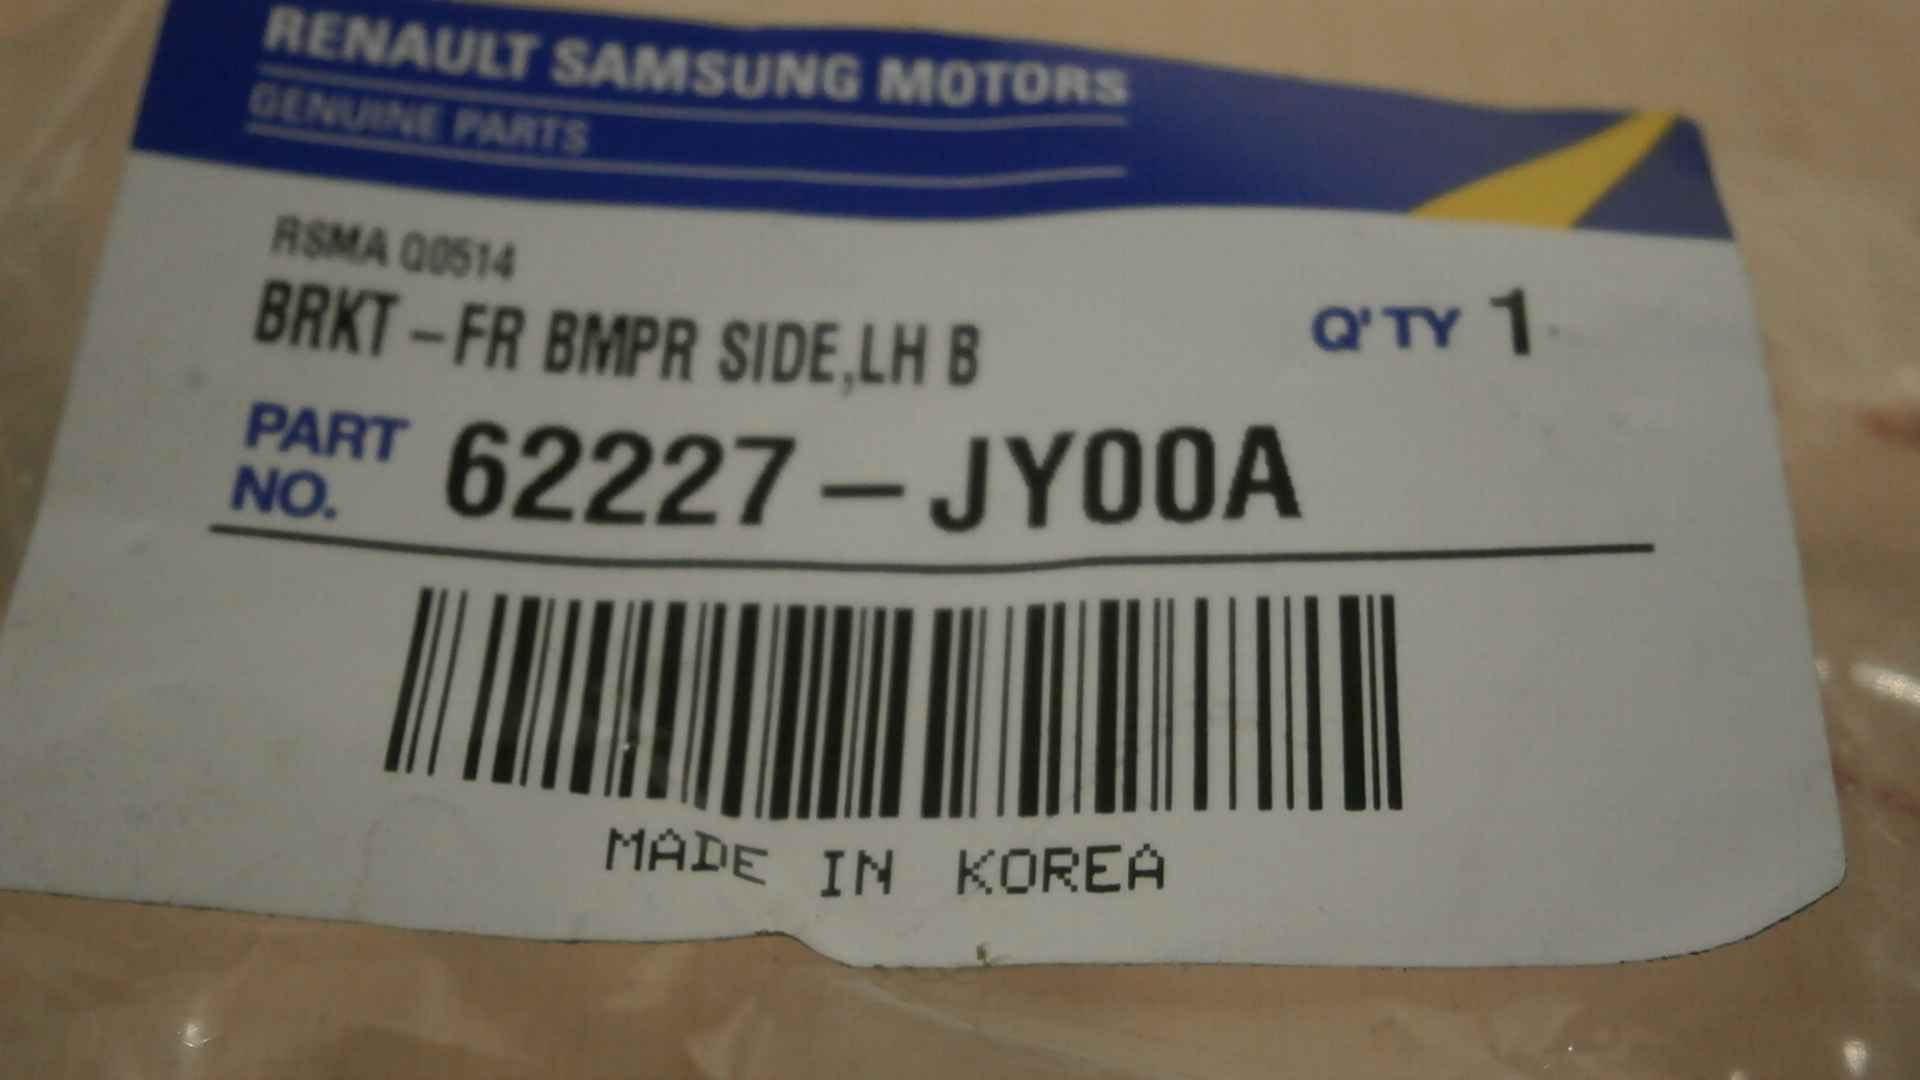 RENAULT SAMSUNG MOTORS
GENUINE PARTS
RSMA Q0514
BRKT-FR BMPR SIDE,LH B
Q'TY 1
PART NO. 62227-JY00A
MADE IN KOREA